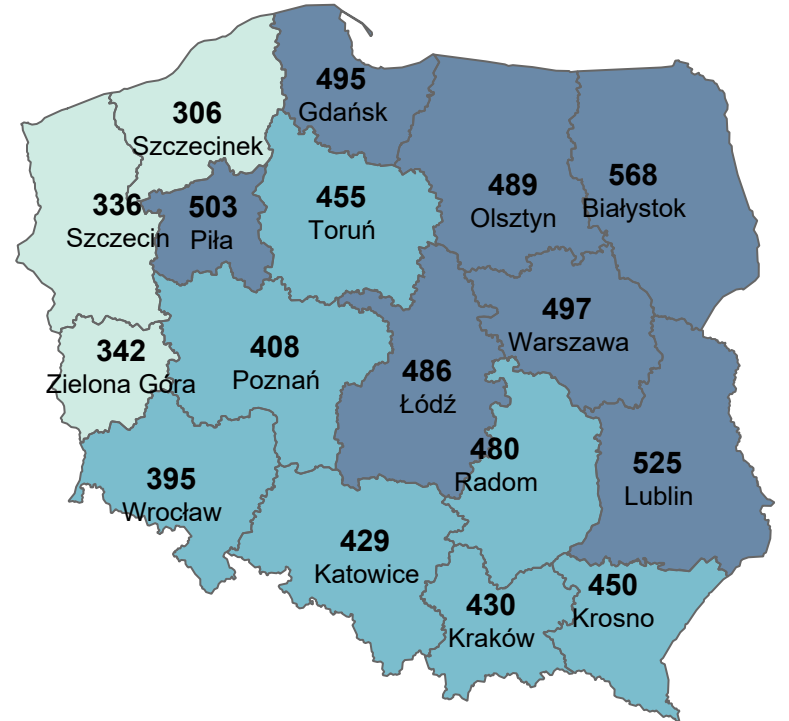 495
Gdańsk
306
Szczecinek
568
Białystok
489
Olsztyn
455
Toruń
503
Piła
336
Szczecin
497
Warszawa
342
Zielona Góra
408
Poznań
486
Łódź
480
Radom
525
Lublin
395
Wrocław
429
Katowice
450
Krosno
430
Kraków